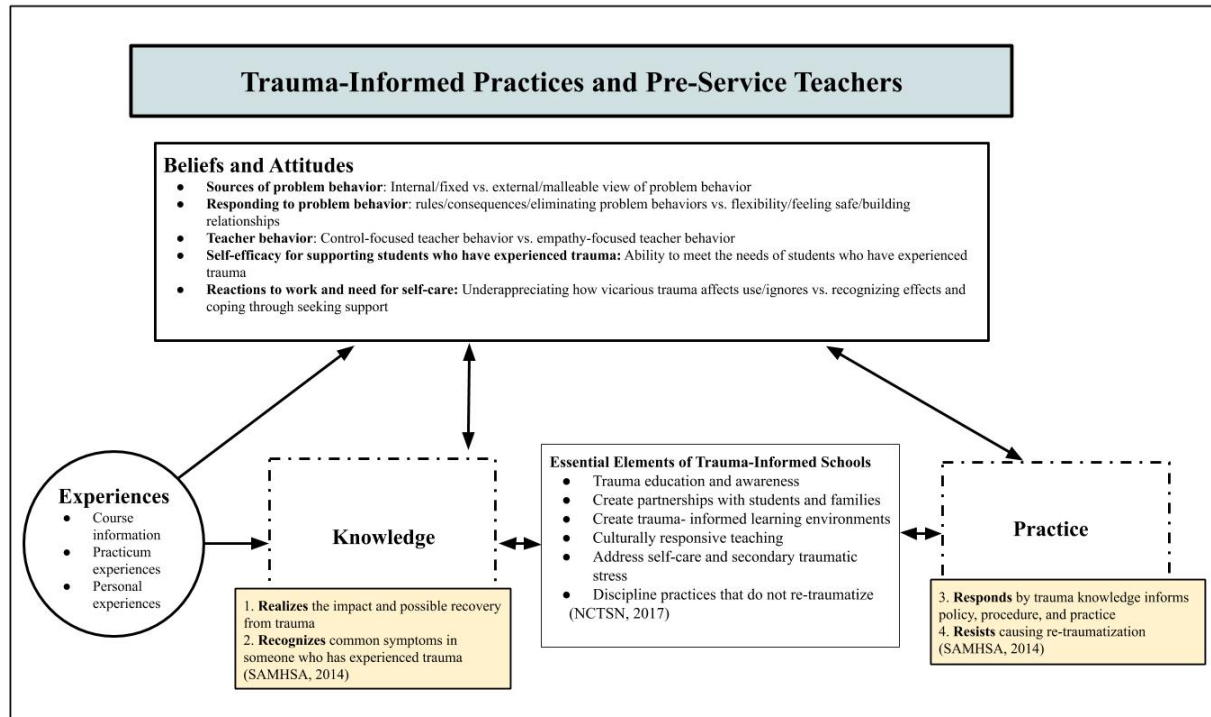 Trauma-Informed Practices and Pre-Service Teachers
Beliefs and Attitudes
● Sources of problem behavior: Internal/fixed vs. external/malleable view of problem behavior
● Responding to problem behavior: rules/consequences/eliminating problem behaviors vs. flexibility/feeling safe/building
relationships
● Teacher behavior: Control-focused teacher behavior vs. empathy-focused teacher behavior
● Self-efficacy for supporting students who have experienced trauma: Ability to meet the needs of students who have experienced
trauma
● Reactions to work and need for self-care: Underappreciating how vicarious trauma affects use/ignores vs. recognizing effects and
coping through seeking support
Experiences
● Course
information
● Practicum
experiences
● Personal
experiences
Knowledge
1. Realizes the impact and possible recovery
from trauma
2. Recognizes common symptoms in
someone who has experienced trauma
(SAMHSA, 2014)
Essential Elements of Trauma-Informed Schools
● Trauma education and awareness
● Create partnerships with students and families
● Create trauma- informed learning environments
● Culturally responsive teaching
● Address self-care and secondary traumatic
stress
● Discipline practices that do not re-traumatize
(NCTSN, 2017)
Practice
3. Responds by trauma knowledge informs
policy, procedure, and practice
4. Resists causing re-traumatization
(SAMHSA, 2014)